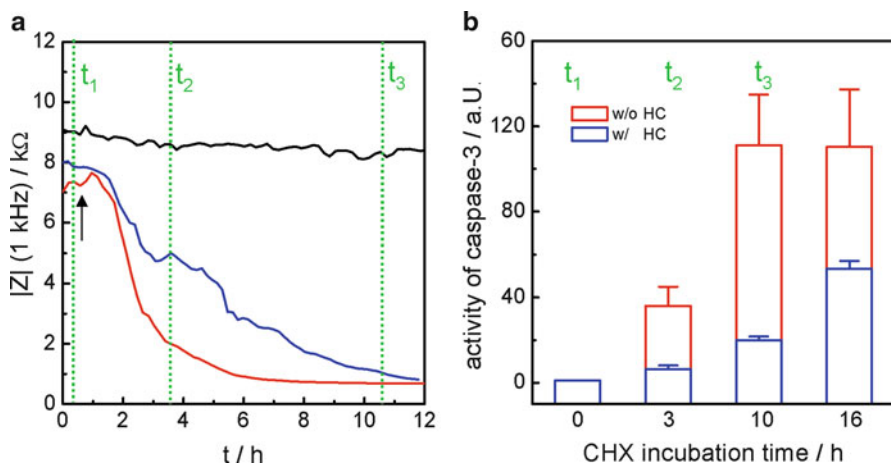 a
12
10
8
6
4
2
0
|Z| (1 kHz) / kΩ
t₁
t₂
t₃
0 2 4 6 8 10 12
t / h
b
60
120
80
40
0
activity of caspase-3 / a.U.
t₁
t₂
t₃
w/o HC
w/ HC
0 3 10 16
CHX incubation time / h